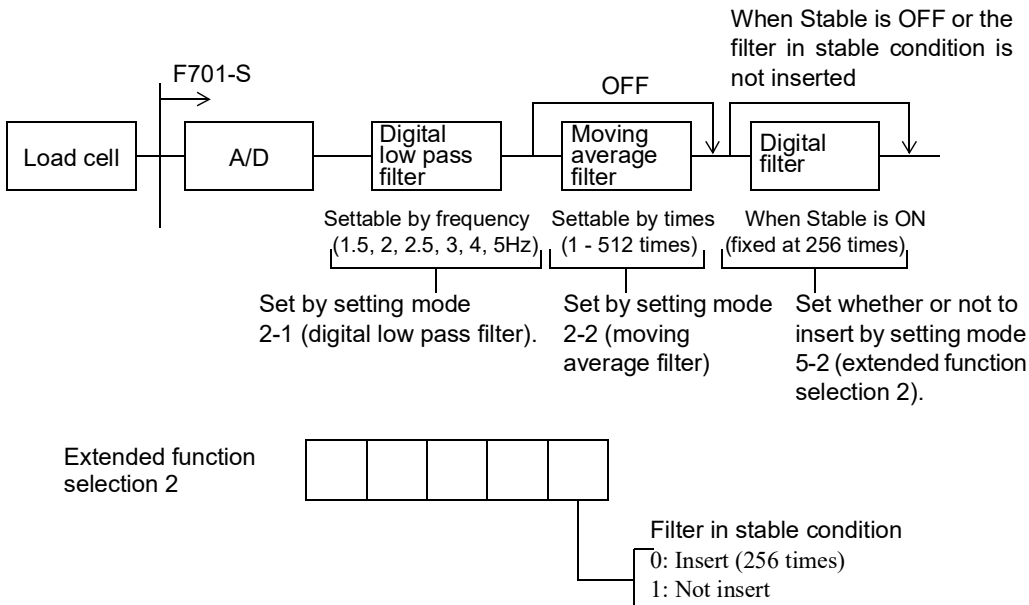 When Stable is OFF or the
filter in stable condition is
not inserted
F701-S
OFF
Load cell
A/D
Digital
low pass
filter
Moving
average
filter
Digital
filter
Settable by frequency
(1.5, 2, 2.5, 3, 4, 5Hz)
Settable by times
(1 - 512 times)
When Stable is ON
(fixed at 256 times)
Set by setting mode
2-1 (digital low pass filter).
Set by setting mode
2-2 (moving
average filter)
Set whether or not to
insert by setting mode
5-2 (extended function
selection 2).
Extended function
selection 2
Filter in stable condition
0: Insert (256 times)
1: Not insert